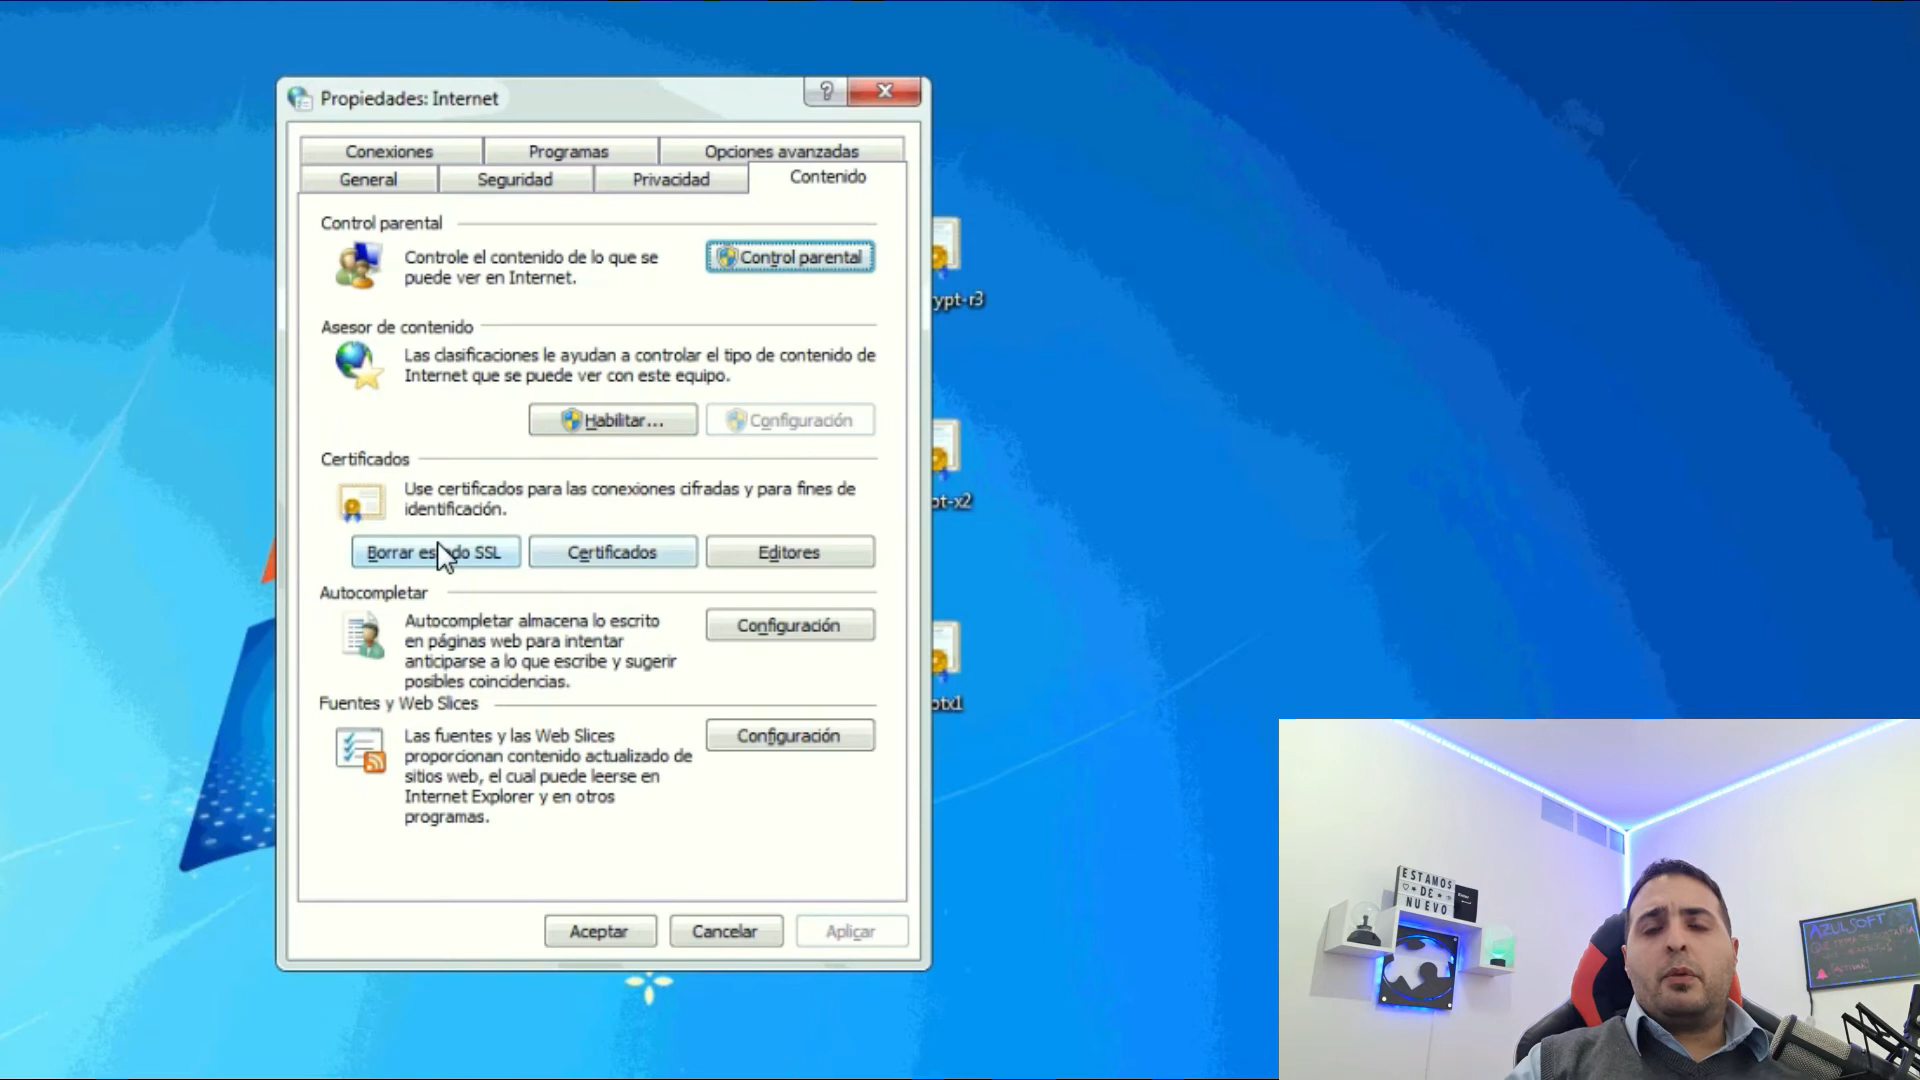 Propiedades: Internet
Conexiones
Programas
Opciones avanzadas
General
Seguridad
Privacidad
Contenido
Control parental
Controle el contenido de lo que se
puede ver en Internet.
Control parental
Asesor de contenido
Las clasificaciones le ayudan a controlar el tipo de contenido de
Internet que se puede ver con este equipo.
Habilitar...
Configuración
Certificados
Use certificados para las conexiones cifradas y para fines de
identificación.
Borrar estado SSL
Certificados
Editores
Autocompletar
Autocompletar almacena lo escrito
en páginas web para intentar
anticiparse a lo que escribe y sugerir
posibles coincidencias.
Configuración
Fuentes y Web Slices
Las fuentes y las Web Slices
proporcionan contenido actualizado de
sitios web, el cual puede leerse en
Internet Explorer y en otros
programas.
Configuración
Aceptar
Cancelar
Aplicar
ypt-r3
pt-x2
ptx1
ESTAMOS
DE
NUEVO
AZULSOFT